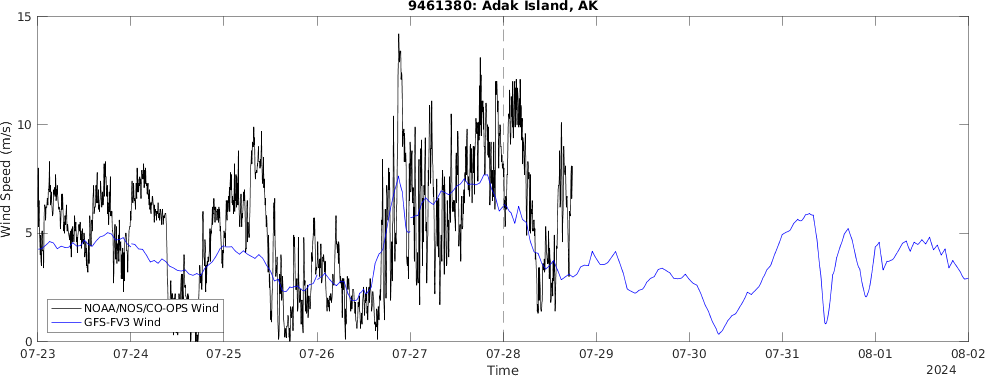 9461380: Adak Island, AK
15
10
5
0
Wind Speed (m/s)
NOAA/NOS/CO-OPS Wind
GFS-FV3 Wind
07-23 07-24 07-25 07-26 07-27 07-28 07-29 07-30 07-31 08-01 08-02
Time
2024